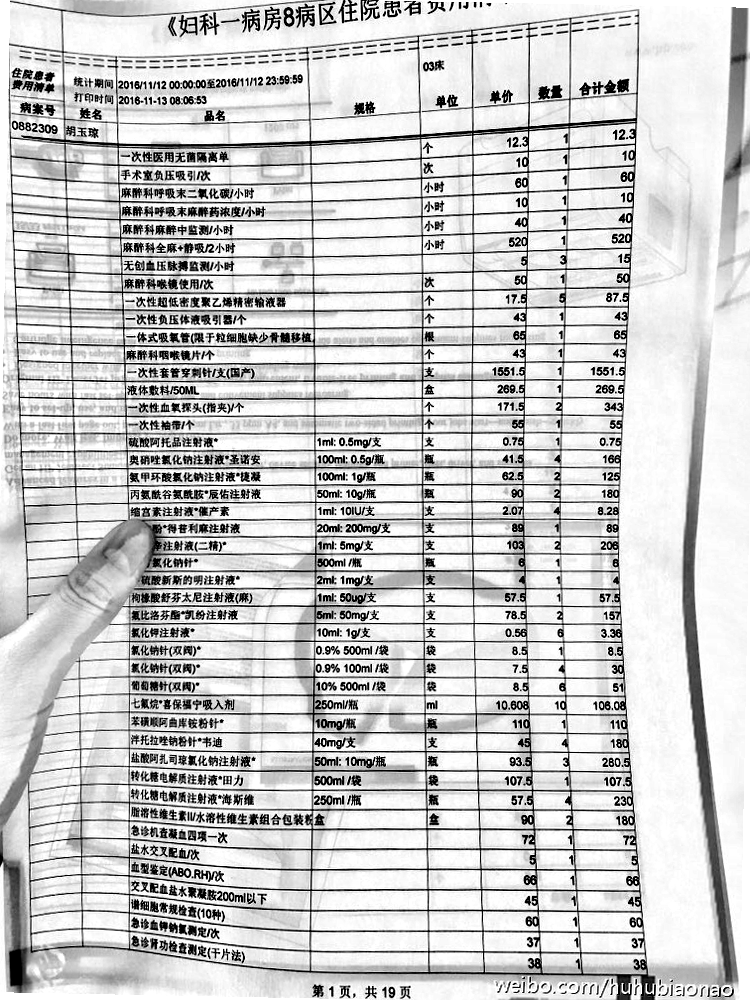 《妇科一病房8病区住院患者费用清
住院患者费用清单
统计期间 2016/11/12 00:00:00至2016/11/12 23:59:59 03床
打印时间 2016-11-13 08:06:53
病案号 姓名 品名 规格 单位 单价 数量 合计金额
0882309 胡玉琼
一次性医用无菌隔离单 个 12.3 1 12.3
手术室负压吸引/次 次 10 1 10
麻醉科呼吸末二氧化碳/小时 小时 60 1 60
麻醉科呼吸末麻醉药浓度/小时 小时 10 1 10
麻醉科麻醉中监测/小时 小时 40 1 40
麻醉科全麻+静吸/2小时 小时 520 1 520
无创血压脉搏监测/小时 5 3 15
麻醉科喉镜使用/次 次 50 1 50
一次性超低密度聚乙烯精密输液器 个 17.5 5 87.5
一次性负压体液吸引器/个 个 43 1 43
一体式吸氧管(限于粒细胞缺少骨髓移植 根 65 1 65
麻醉科咽喉镜片/个 个 43 1 43
一次性套管穿刺针/支(国产) 支 1551.5 1 1551.5
液体敷料/50ML 盒 269.5 1 269.5
一次性血氧探头(指夹)/个 个 171.5 2 343
一次性袖带/个 个 55 1 55
硫酸阿托品注射液* 1ml: 0.5mg/支 支 0.75 1 0.75
奥硝唑氯化钠注射液*圣诺安 100ml: 0.5g/瓶 瓶 41.5 4 166
氨甲环酸氯化钠注射液*捷凝 100ml: 1g/瓶 瓶 62.5 2 125
丙氨酰谷氨酰胺*辰佑注射液 50ml: 10g/瓶 瓶 90 2 180
缩宫素注射液*催产素 1ml: 10IU/支 支 2.07 4 8.28
酚*得普利麻注射液 20ml: 200mg/支 支 89 1 89
注射液(二精)* 1ml: 5mg/支 支 103 2 206
氯化钠针* 500ml /瓶 瓶 6 1 6
硫酸新斯的明注射液* 2ml: 1mg/支 支 4 1 4
枸橼酸舒芬太尼注射液(麻) 1ml: 50ug/支 支 57.5 1 57.5
氟比洛芬酯*凯纷注射液 5ml: 50mg/支 支 78.5 2 157
氯化钾注射液* 10ml: 1g/支 支 0.56 6 3.36
氯化钠针(双阀)* 0.9% 500ml /袋 袋 8.5 1 8.5
氯化钠针(双阀)* 0.9% 100ml /袋 袋 7.5 4 30
葡萄糖针(双阀)* 10% 500ml /袋 袋 8.5 6 51
七氟烷*喜保福宁吸入剂 250ml/瓶 ml 10.608 10 106.08
苯磺顺阿曲库铵粉针* 10mg/瓶 瓶 110 1 110
泮托拉唑钠粉针*韦迪 40mg/支 支 45 4 180
盐酸阿扎司琼氯化钠注射液* 50ml: 10mg/瓶 瓶 93.5 3 280.5
转化糖电解质注射液*田力 500ml /袋 袋 107.5 1 107.5
转化糖电解质注射液*海斯维 250ml /瓶 瓶 57.5 4 230
脂溶性维生素II/水溶性维生素组合包装粉 盒 盒 90 2 180
急诊机查凝血四项一次 72 1 72
盐水交叉配血/次 5 1 5
血型鉴定(ABO.RH)/次 66 1 66
交叉配血盐水聚凝胺200ml以下 45 1 45
谱细胞常规检查(10种) 60 1 60
急诊血钾钠氯测定/次 37 1 37
急诊肾功检查测定(干片法) 38 1 38
第 1 页，共 19 页
weibo.com/huhubiaomao